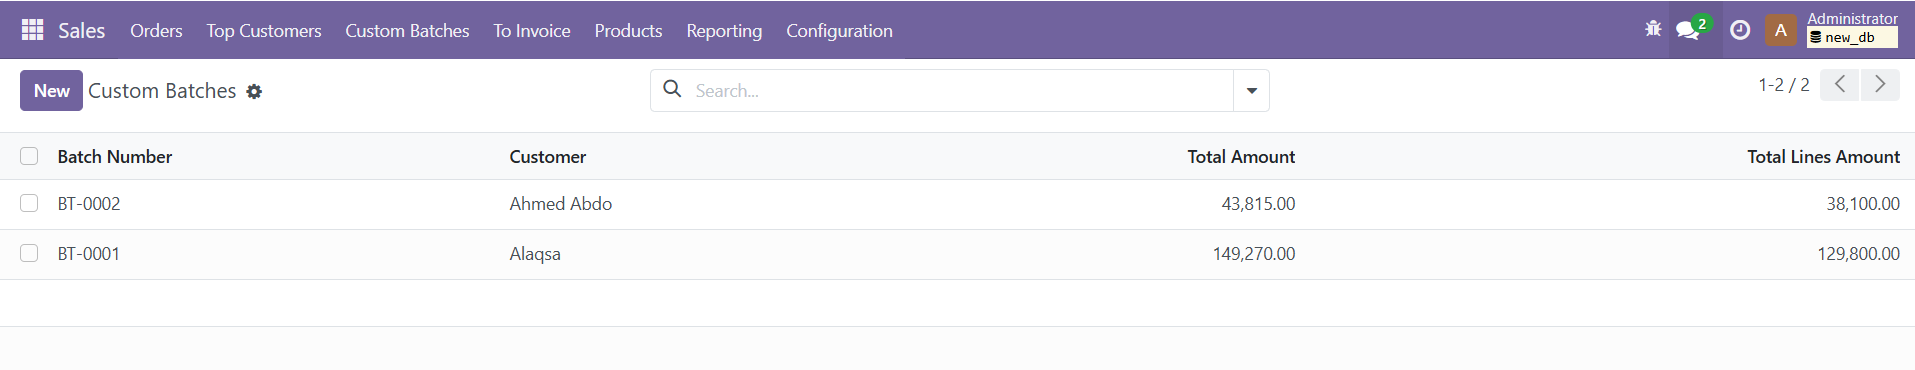 Sales Orders Top Customers Custom Batches To Invoice Products Reporting Configuration 2 A Administrator
new_db
New Custom Batches Search... 1-2 / 2
Batch Number Customer Total Amount Total Lines Amount
BT-0002 Ahmed Abdo 43,815.00 38,100.00
BT-0001 Alaqsa 149,270.00 129,800.00